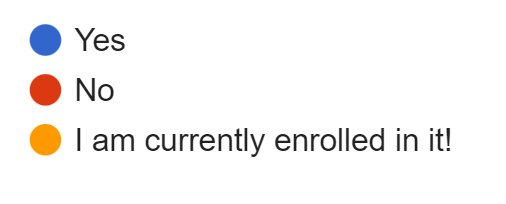 Yes
No
I am currently enrolled in it!